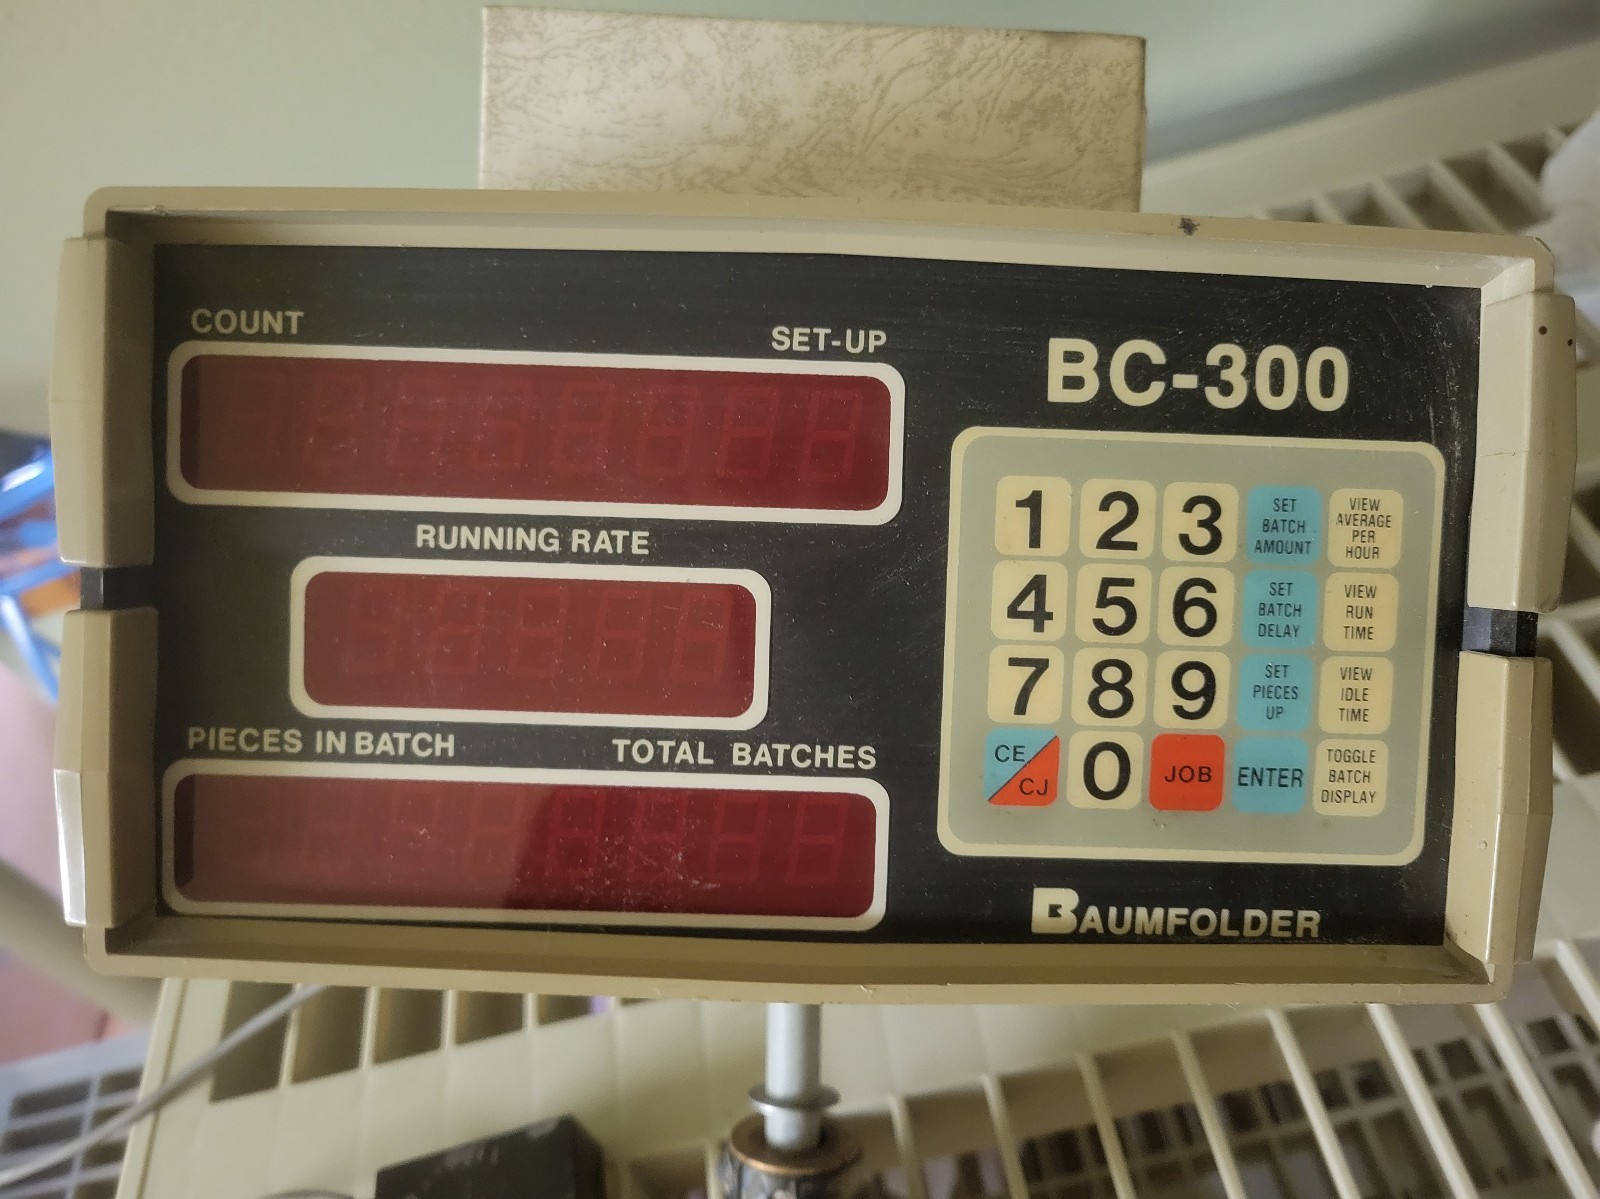 COUNT
SET-UP
RUNNING RATE
PIECES IN BATCH
TOTAL BATCHES
BC-300
1 2 3
SET
BATCH
AMOUNT
VIEW
AVERAGE
PER
HOUR
4 5 6
SET
BATCH
DELAY
VIEW
RUN
TIME
7 8 9
SET
PIECES
UP
VIEW
IDLE
TIME
CE
CJ
0
JOB
ENTER
TOGGLE
BATCH
DISPLAY
BAUMFOLDER